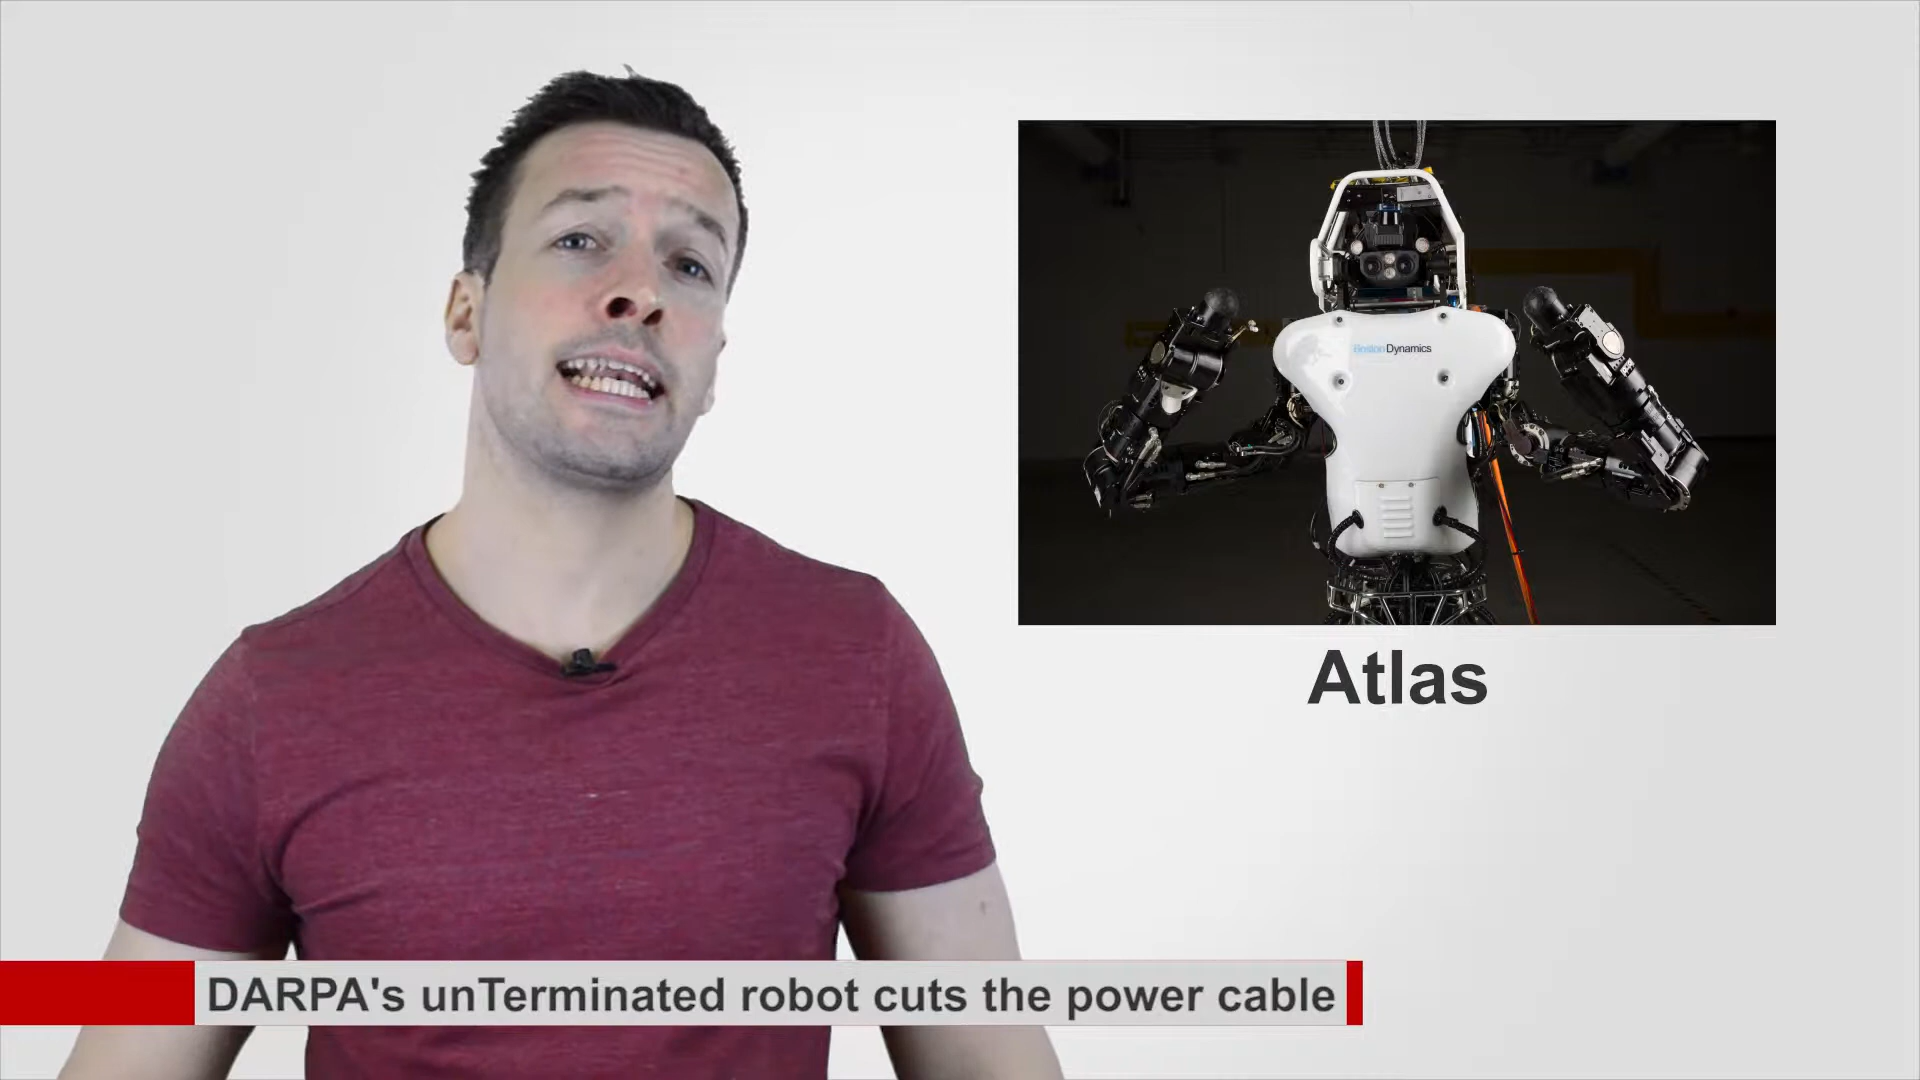 Boston Dynamics
Atlas
DARPA's unTerminated robot cuts the power cable